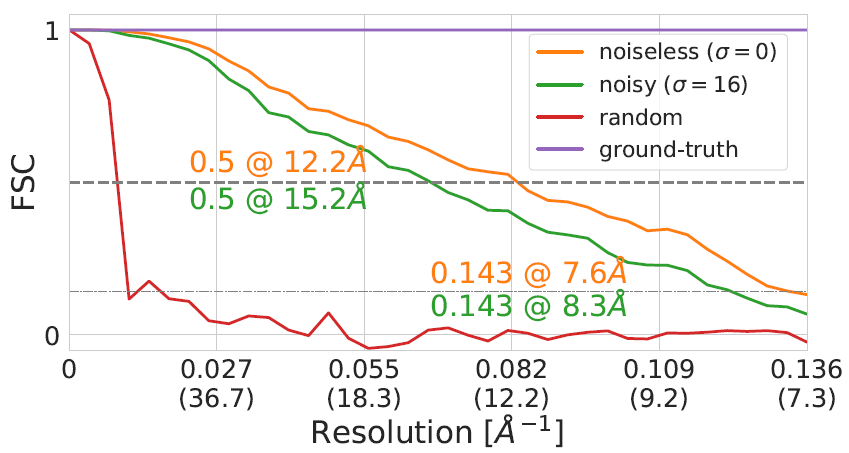 1
noiseless (σ = 0)
noisy (σ = 16)
random
ground-truth
FSC
0.5 @ 12.2Å
0.5 @ 15.2Å
0.143 @ 7.6Å
0.143 @ 8.3Å
0
0 0.027 0.055 0.082 0.109 0.136
(36.7) (18.3) (12.2) (9.2) (7.3)
Resolution [Å⁻¹]